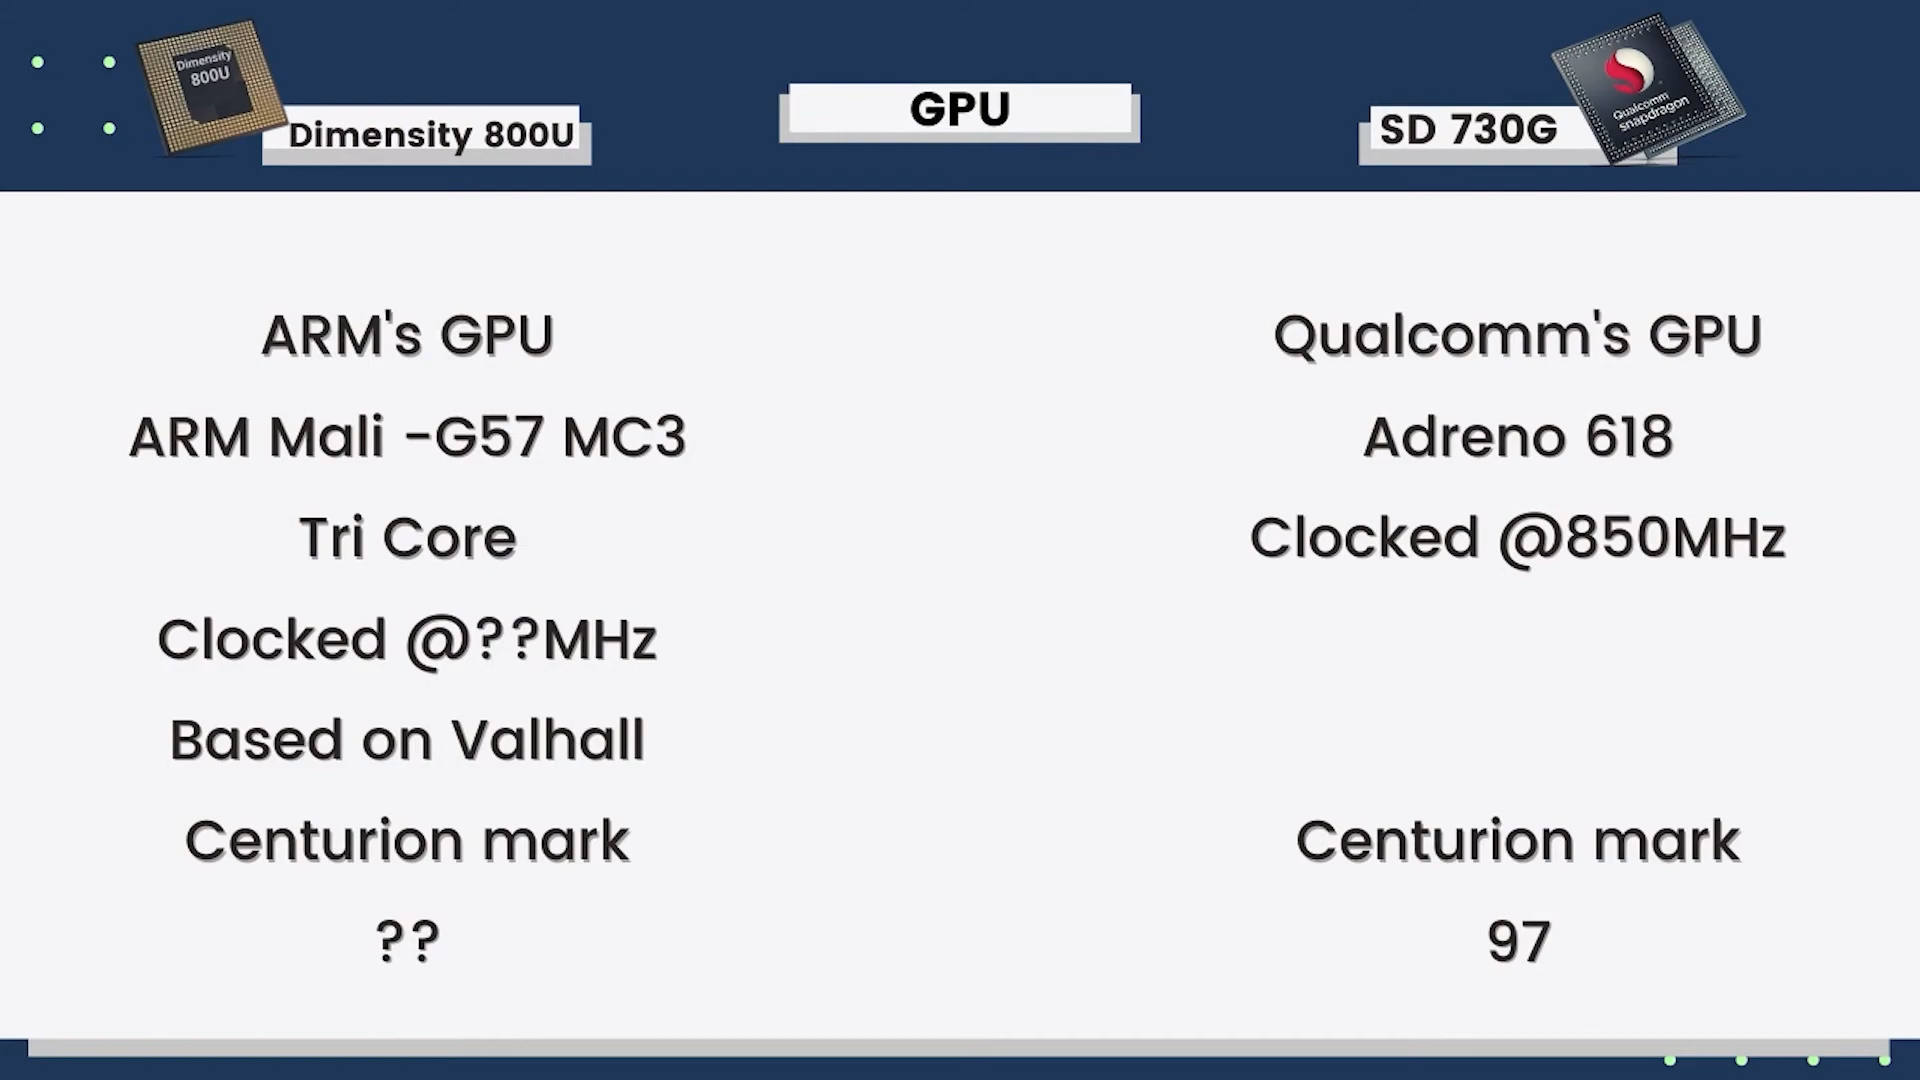 Dimensity
800U
Dimensity 800U
GPU
SD 730G
Qualcomm
snapdragon
ARM's GPU
ARM Mali -G57 MC3
Tri Core
Clocked @??MHz
Based on Valhall
Centurion mark
??
Qualcomm's GPU
Adreno 618
Clocked @850MHz
Centurion mark
97